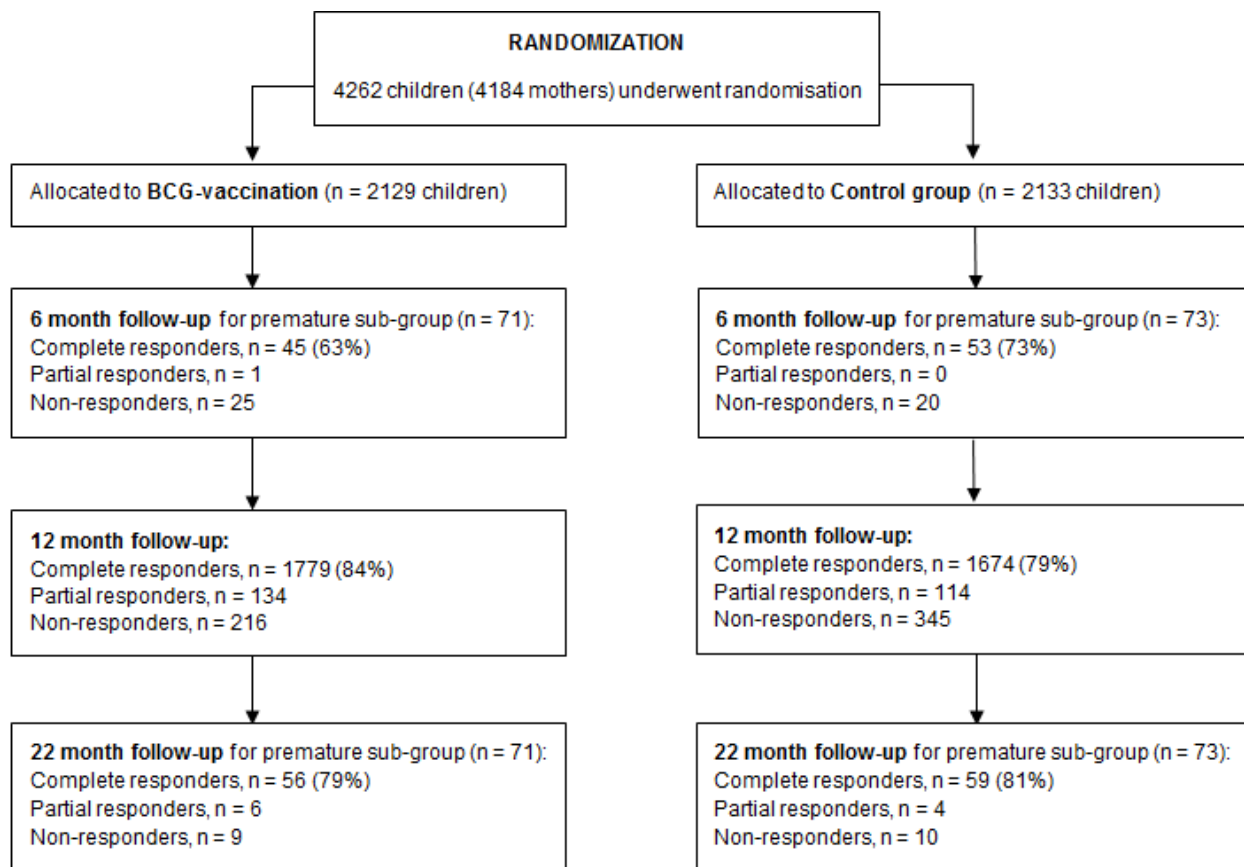 RANDOMIZATION
4262 children (4184 mothers) underwent randomisation
Allocated to BCG-vaccination (n = 2129 children)
Allocated to Control group (n = 2133 children)
6 month follow-up for premature sub-group (n = 71):
Complete responders, n = 45 (63%)
Partial responders, n = 1
Non-responders, n = 25
6 month follow-up for premature sub-group (n = 73):
Complete responders, n = 53 (73%)
Partial responders, n = 0
Non-responders, n = 20
12 month follow-up:
Complete responders, n = 1779 (84%)
Partial responders, n = 134
Non-responders, n = 216
12 month follow-up:
Complete responders, n = 1674 (79%)
Partial responders, n = 114
Non-responders, n = 345
22 month follow-up for premature sub-group (n = 71):
Complete responders, n = 56 (79%)
Partial responders, n = 6
Non-responders, n = 9
22 month follow-up for premature sub-group (n = 73):
Complete responders, n = 59 (81%)
Partial responders, n = 4
Non-responders, n = 10